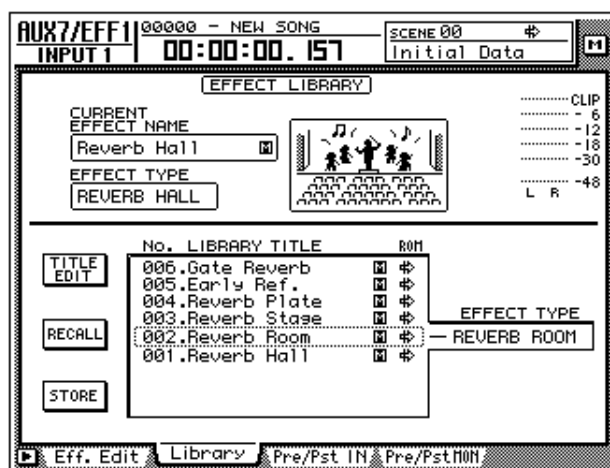 AUX7/EFF1 00000 - NEW SONG SCENE 00
INPUT 1 00:00:00. 157 Initial Data M
EFFECT LIBRARY
CURRENT
EFFECT NAME
Reverb Hall M
EFFECT TYPE
REVERB HALL
CLIP
- 6
-12
-18
-30
-48
L R
No. LIBRARY TITLE ROM
006.Gate Reverb M
005.Early Ref. M
004.Reverb Plate M
003.Reverb Stage M
002.Reverb Room M
001.Reverb Hall M
TITLE
EDIT
RECALL
STORE
EFFECT TYPE
REVERB ROOM
Eff. Edit Library Pre/Pst IN Pre/PstMON